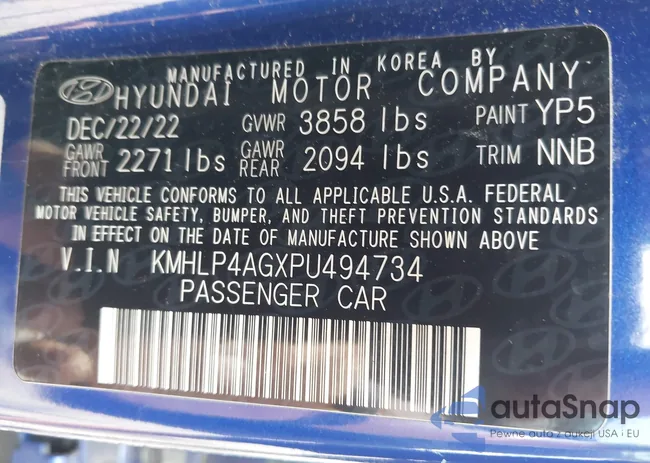 MANUFACTURED IN KOREA BY
HYUNDAI MOTOR COMPANY
DEC/22/22 GVWR 3858 lbs PAINT YP5
GAWR FRONT 2271 lbs GAWR REAR 2094 lbs TRIM NNB
THIS VEHICLE CONFORMS TO ALL APPLICABLE U.S.A. FEDERAL
MOTOR VEHICLE SAFETY, BUMPER, AND THEFT PREVENTION STANDARDS
IN EFFECT ON THE DATE OF MANUFACTURE SHOWN ABOVE
V.I.N KMHLP4AGXPU494734
PASSENGER CAR
autaSnap
Pewne auto z aukcji USA i EU